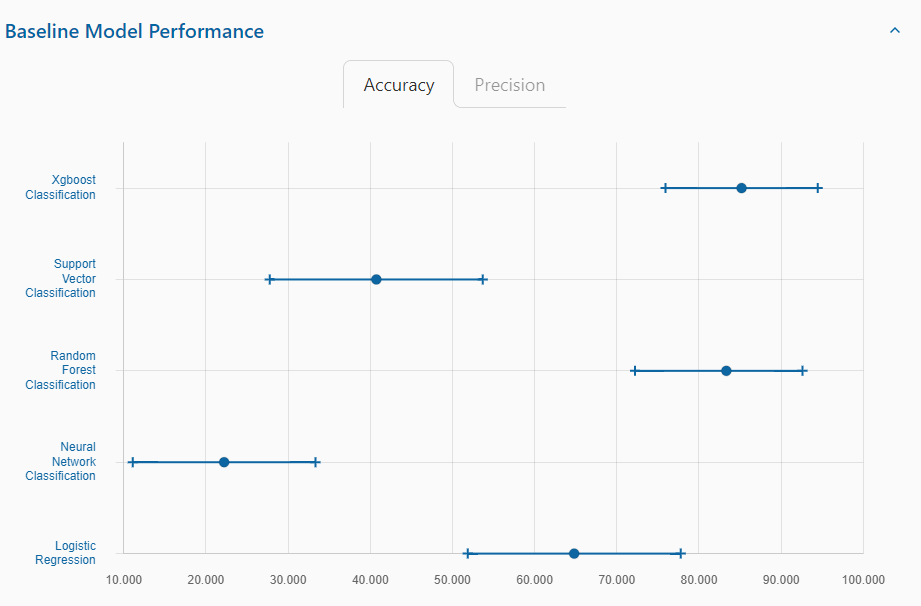 Baseline Model Performance
Accuracy
Precision
Xgboost
Classification
Support
Vector
Classification
Random
Forest
Classification
Neural
Network
Classification
Logistic
Regression
10.000 20.000 30.000 40.000 50.000 60.000 70.000 80.000 90.000 100.000